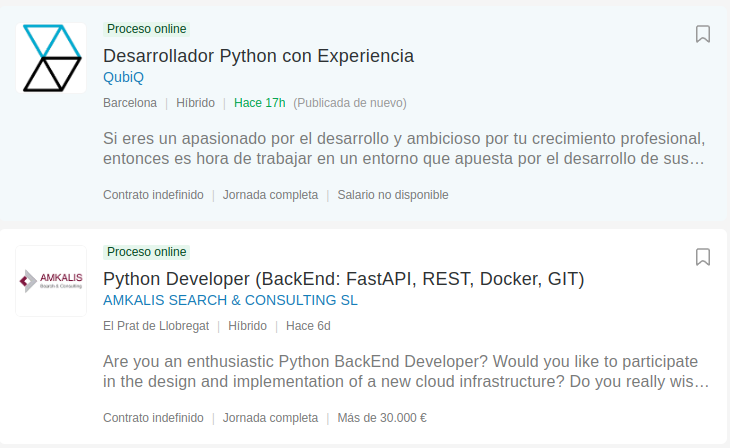 Proceso online
Desarrollador Python con Experiencia
QubiQ
Barcelona | Híbrido | Hace 17h (Publicada de nuevo)
Si eres un apasionado por el desarrollo y ambicioso por tu crecimiento profesional,
entonces es hora de trabajar en un entorno que apuesta por el desarrollo de sus…
Contrato indefinido | Jornada completa | Salario no disponible
Proceso online
AMKALIS
Search & Consulting
Python Developer (BackEnd: FastAPI, REST, Docker, GIT)
AMKALIS SEARCH & CONSULTING SL
El Prat de Llobregat | Híbrido | Hace 6d
Are you an enthusiastic Python BackEnd Developer? Would you like to participate
in the design and implementation of a new cloud infrastructure? Do you really wis…
Contrato indefinido | Jornada completa | Más de 30.000 €